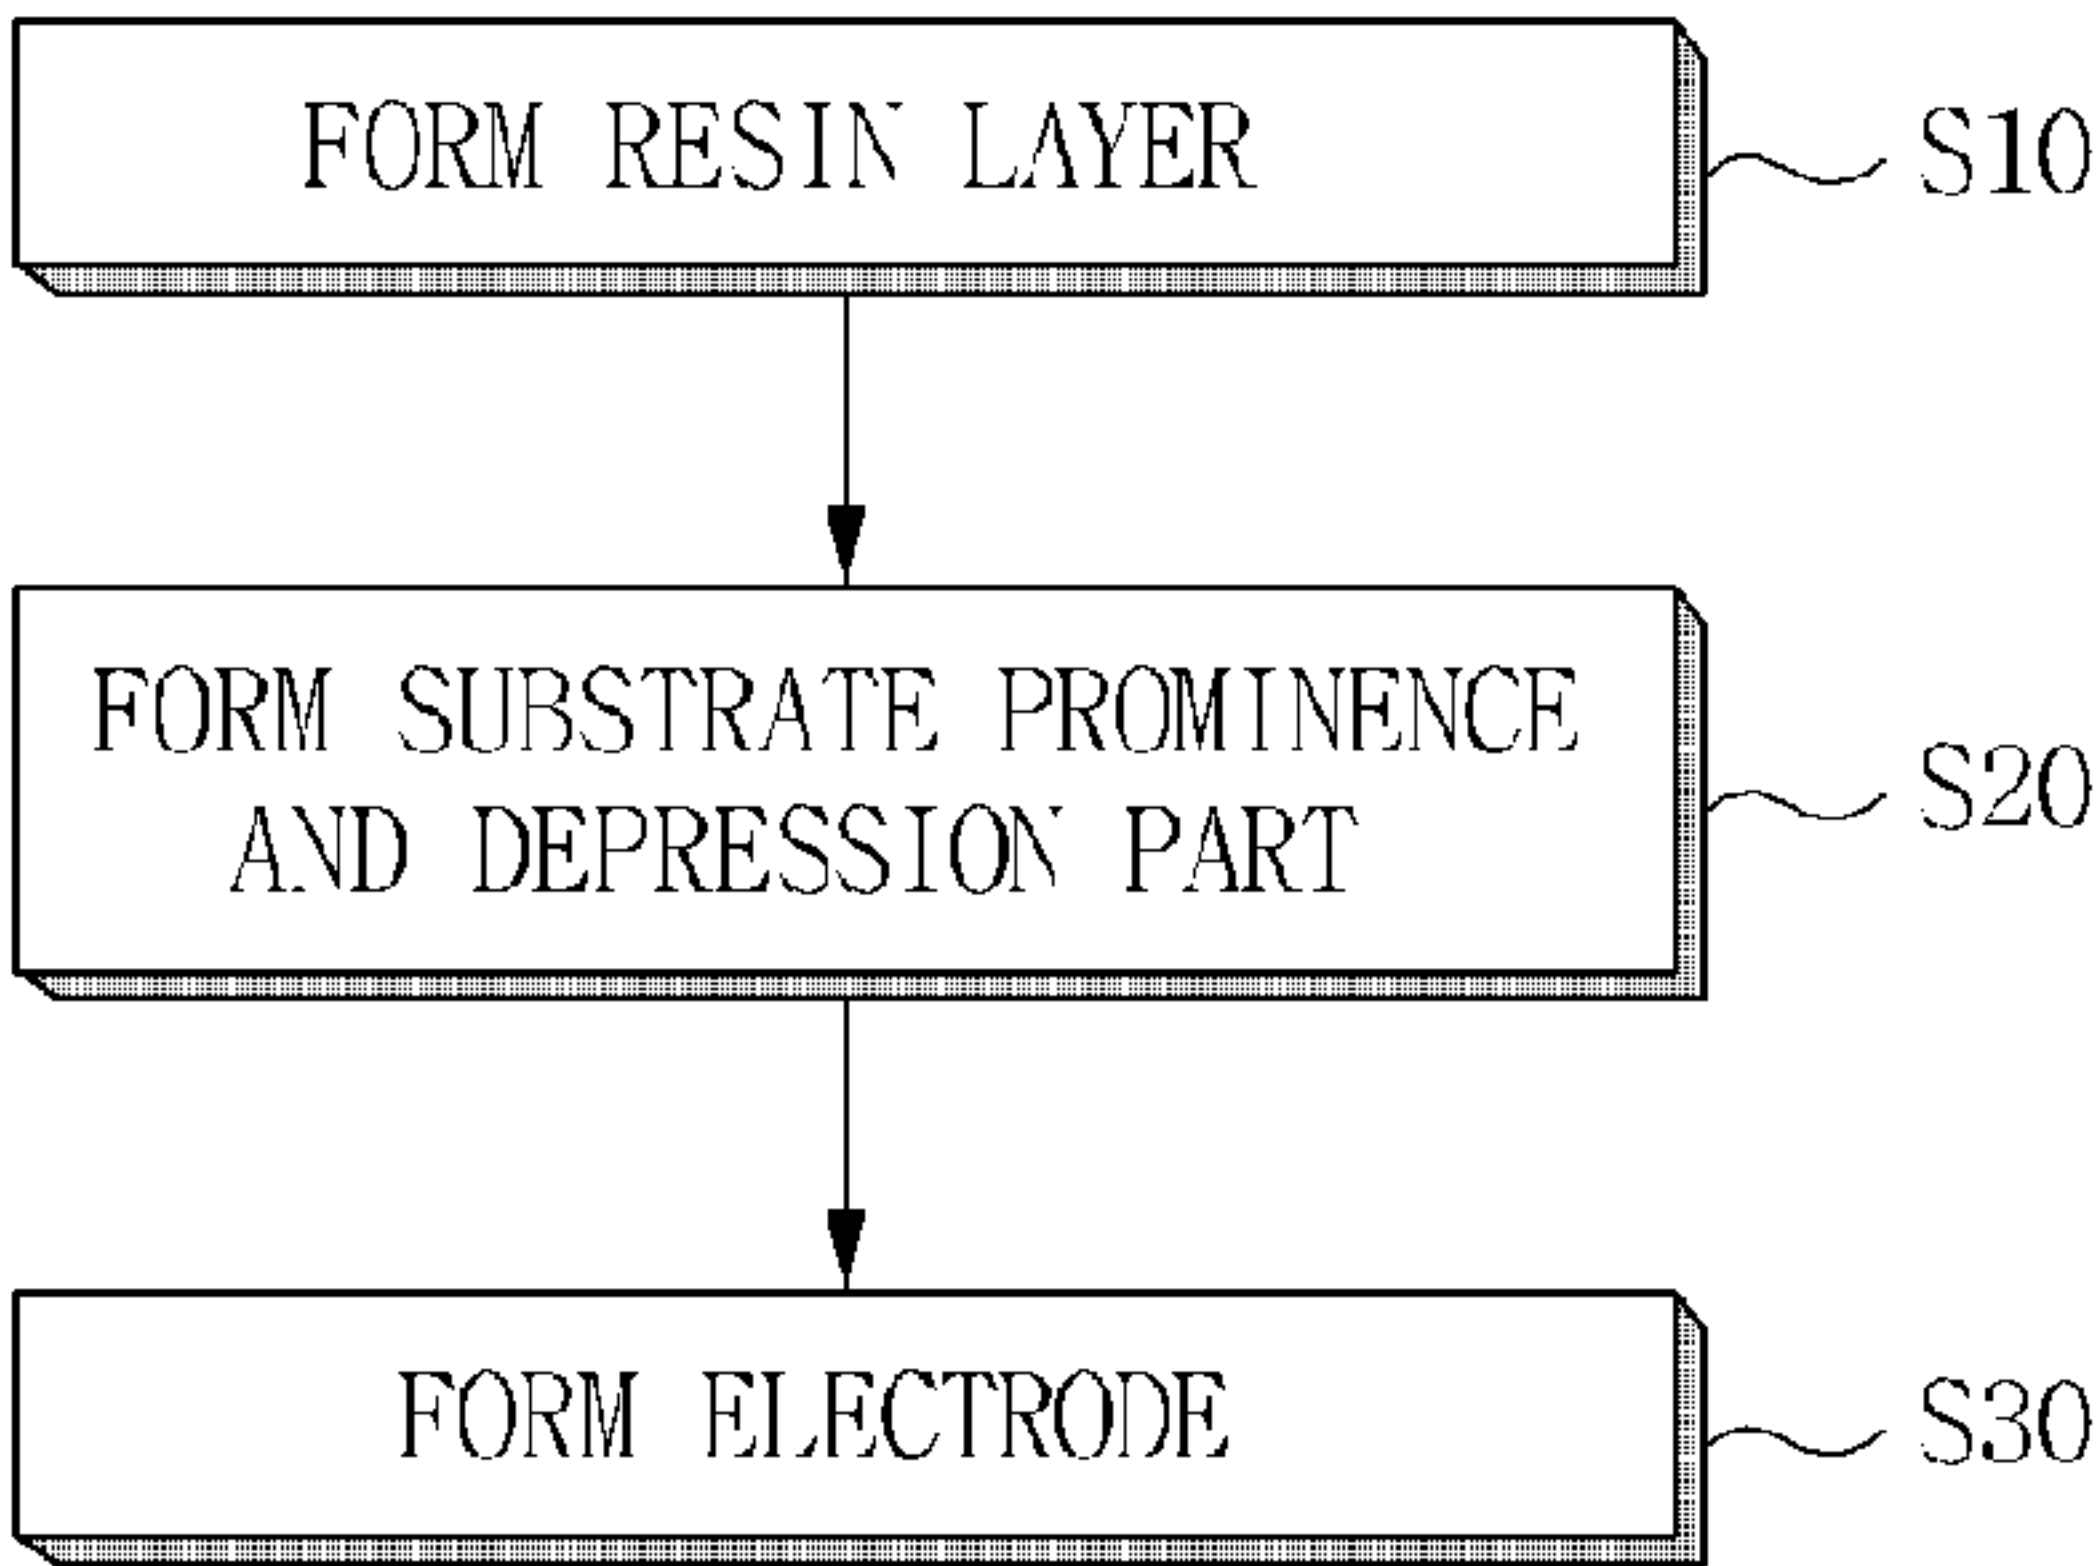 FORM RESIN LAYER
S10
FORM SUBSTRATE PROMINENCE
AND DEPRESSION PART
S20
FORM ELECTRODE
S30